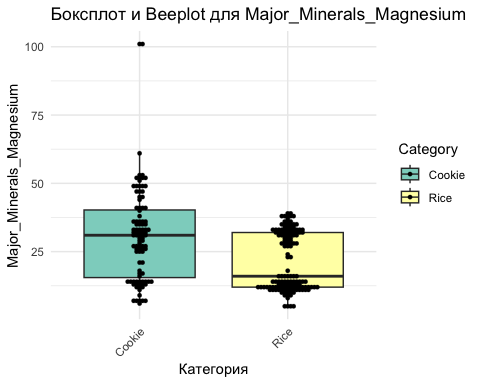 Боксплот и Beeplot для Major_Minerals_Magnesium
Major_Minerals_Magnesium
100
75
50
25
Cookie
Rice
Категория
Category
Cookie
Rice